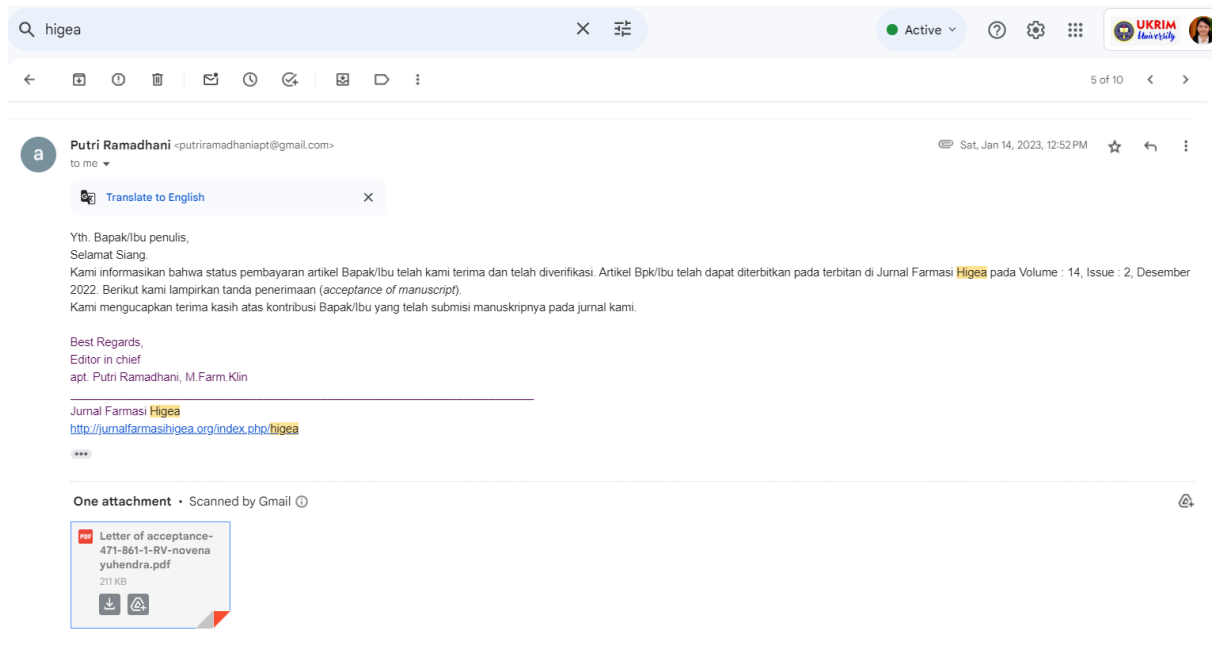 higea
Active
UKRIM
University
5 of 10
a
Putri Ramadhani <putriramadhaniapt@gmail.com>
Sat, Jan 14, 2023, 12:52 PM
to me
Translate to English
Yth. Bapak/Ibu penulis,
Selamat Siang.
Kami informasikan bahwa status pembayaran artikel Bapak/Ibu telah kami terima dan telah diverifikasi. Artikel Bpk/Ibu telah dapat diterbitkan pada terbitan di Jurnal Farmasi Higea pada Volume : 14, Issue : 2, Desember
2022. Berikut kami lampirkan tanda penerimaan (acceptance of manuscript).
Kami mengucapkan terima kasih atas kontribusi Bapak/Ibu yang telah submisi manuskripnya pada jurnal kami.
Best Regards,
Editor in chief
apt. Putri Ramadhani, M.Farm.Klin
Jurnal Farmasi Higea
http://jurnalfarmasihigea.org/index.php/higea
One attachment • Scanned by Gmail
PDF
Letter of acceptance-
471-861-1-RV-novena
yuhendra.pdf
211 KB